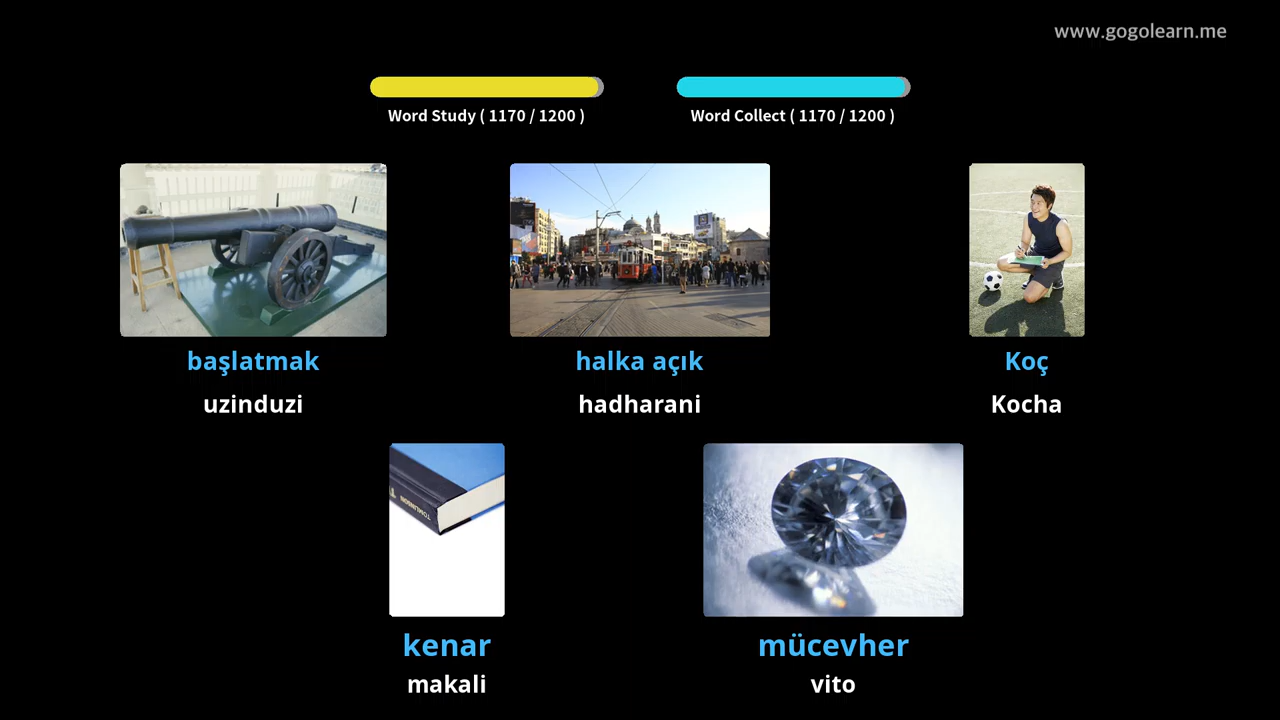 www.gogolearn.me
Word Study ( 1170 / 1200 )
Word Collect ( 1170 / 1200 )
başlatmak
halka açık
Koç
uzinduzi
hadharani
Kocha
TOMLINSON
kenar
mücevher
makali
vito